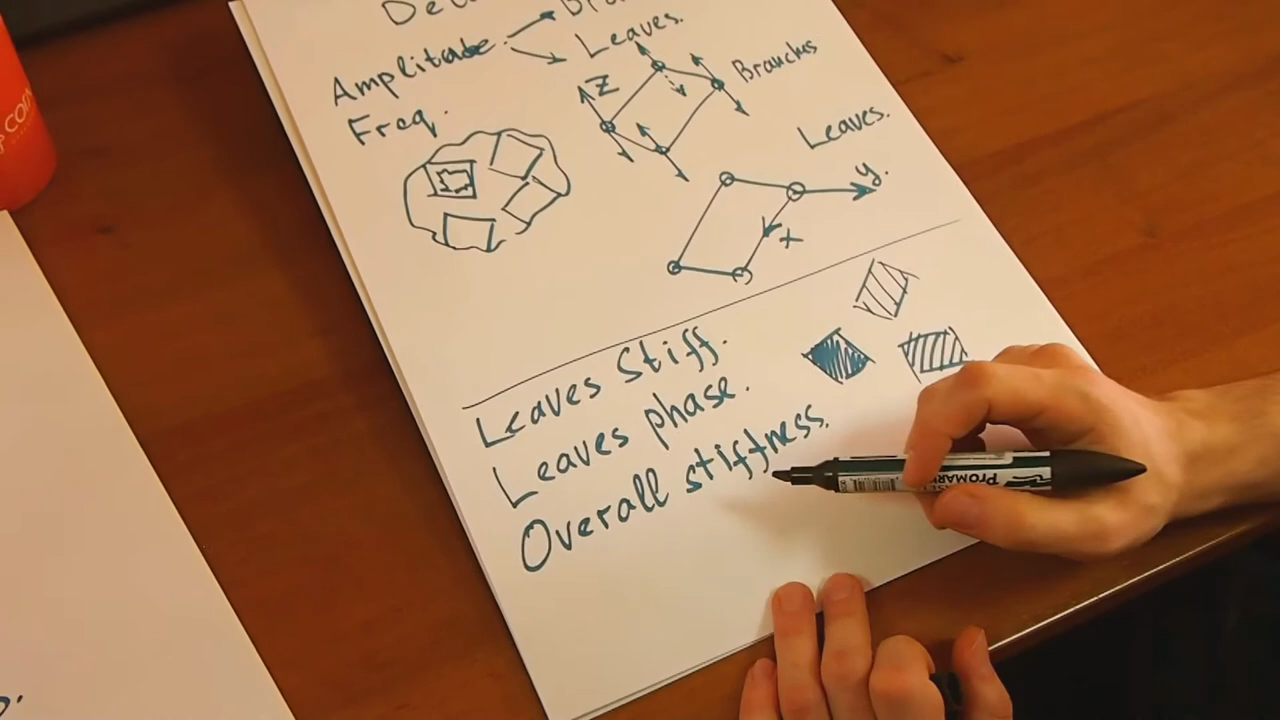 Amplitude.
Leaves.
Freq.
Z
Branches
Leaves.
y.
x
Leaves Stiff.
Leaves phase.
Overall stiffness.